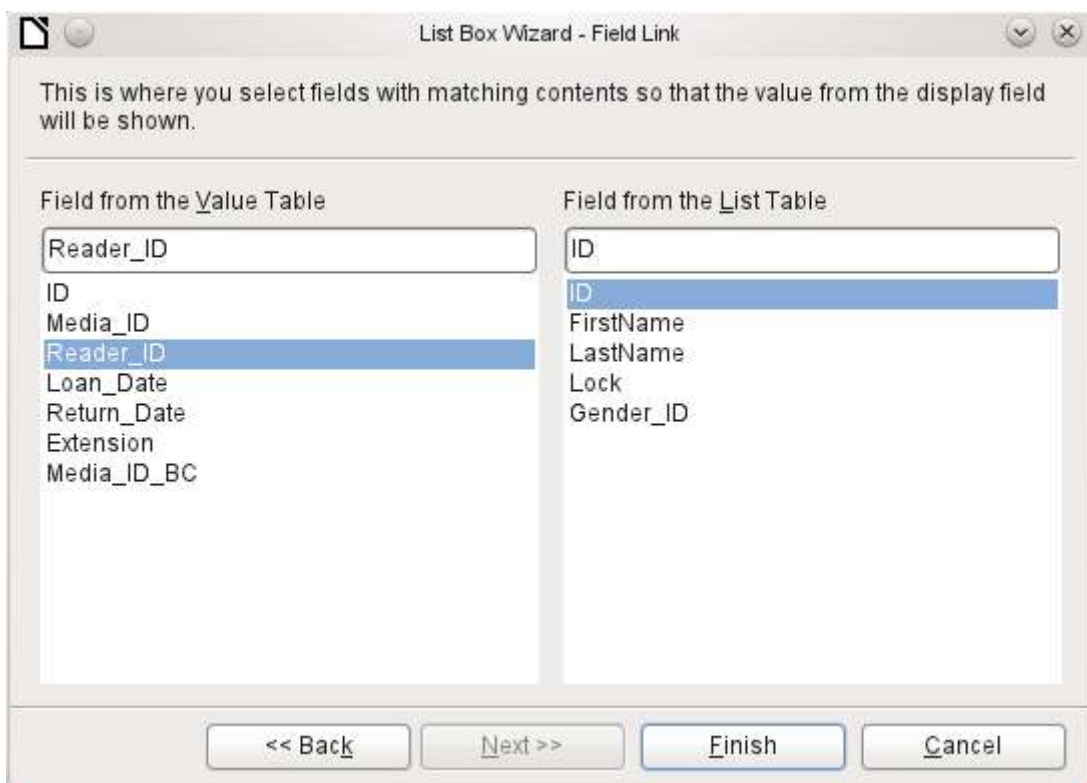 List Box Wizard - Field Link
This is where you select fields with matching contents so that the value from the display field
will be shown.
Field from the Value Table
Reader_ID
ID
Media_ID
Reader_ID
Loan_Date
Return_Date
Extension
Media_ID_BC
Field from the List Table
ID
ID
FirstName
LastName
Lock
Gender_ID
<< Back
Next >>
Finish
Cancel